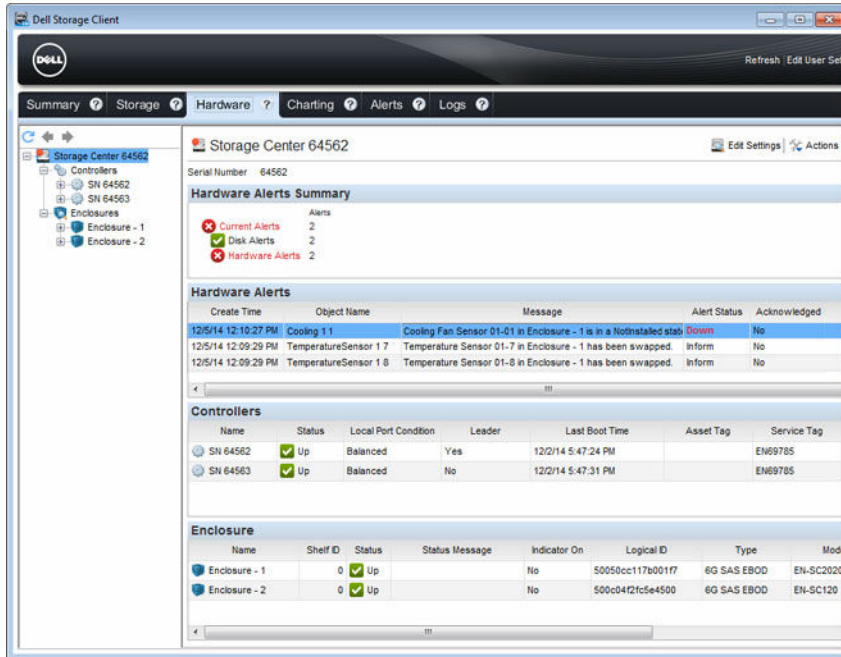 Dell Storage Client
DELL
Refresh Edit User Set
Summary ? Storage ? Hardware ? Charting ? Alerts ? Logs ?
Storage Center 64562
Controllers
SN 64562
SN 64563
Enclosures
Enclosure - 1
Enclosure - 2
Storage Center 64562
Edit Settings Actions
Serial Number 64562
Hardware Alerts Summary
Alerts
Current Alerts 2
Disk Alerts 2
Hardware Alerts 2
Hardware Alerts
Create Time Object Name Message Alert Status Acknowledged
12/5/14 12:10:27 PM Cooling 1 1 Cooling Fan Sensor 01-01 in Enclosure - 1 is in a NotInstalled stat Down No
12/5/14 12:09:29 PM TemperatureSensor 1 7 Temperature Sensor 01-7 in Enclosure - 1 has been swapped. Inform No
12/5/14 12:09:29 PM TemperatureSensor 1 8 Temperature Sensor 01-8 in Enclosure - 1 has been swapped. Inform No
Controllers
Name Status Local Port Condition Leader Last Boot Time Asset Tag Service Tag
SN 64562 Up Balanced Yes 12/2/14 5:47:24 PM EN69785
SN 64563 Up Balanced No 12/2/14 5:47:31 PM EN69785
Enclosure
Name Shelf ID Status Status Message Indicator On Logical ID Type Mod
Enclosure - 1 0 Up No 50050cc117b001f7 6G SAS EBOD EN-SC2020
Enclosure - 2 0 Up No 500c04f2fc5e4500 6G SAS EBOD EN-SC120